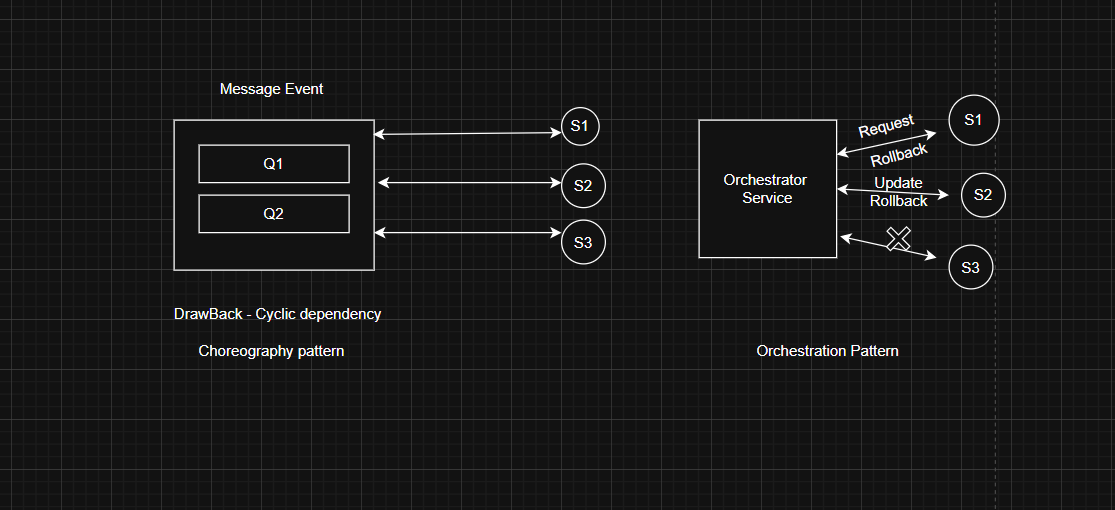 Message Event
Q1
Q2
S1
S2
S3
DrawBack - Cyclic dependency
Choreography pattern
Orchestrator
Service
Request
Rollback
Update
Rollback
S1
S2
S3
Orchestration Pattern